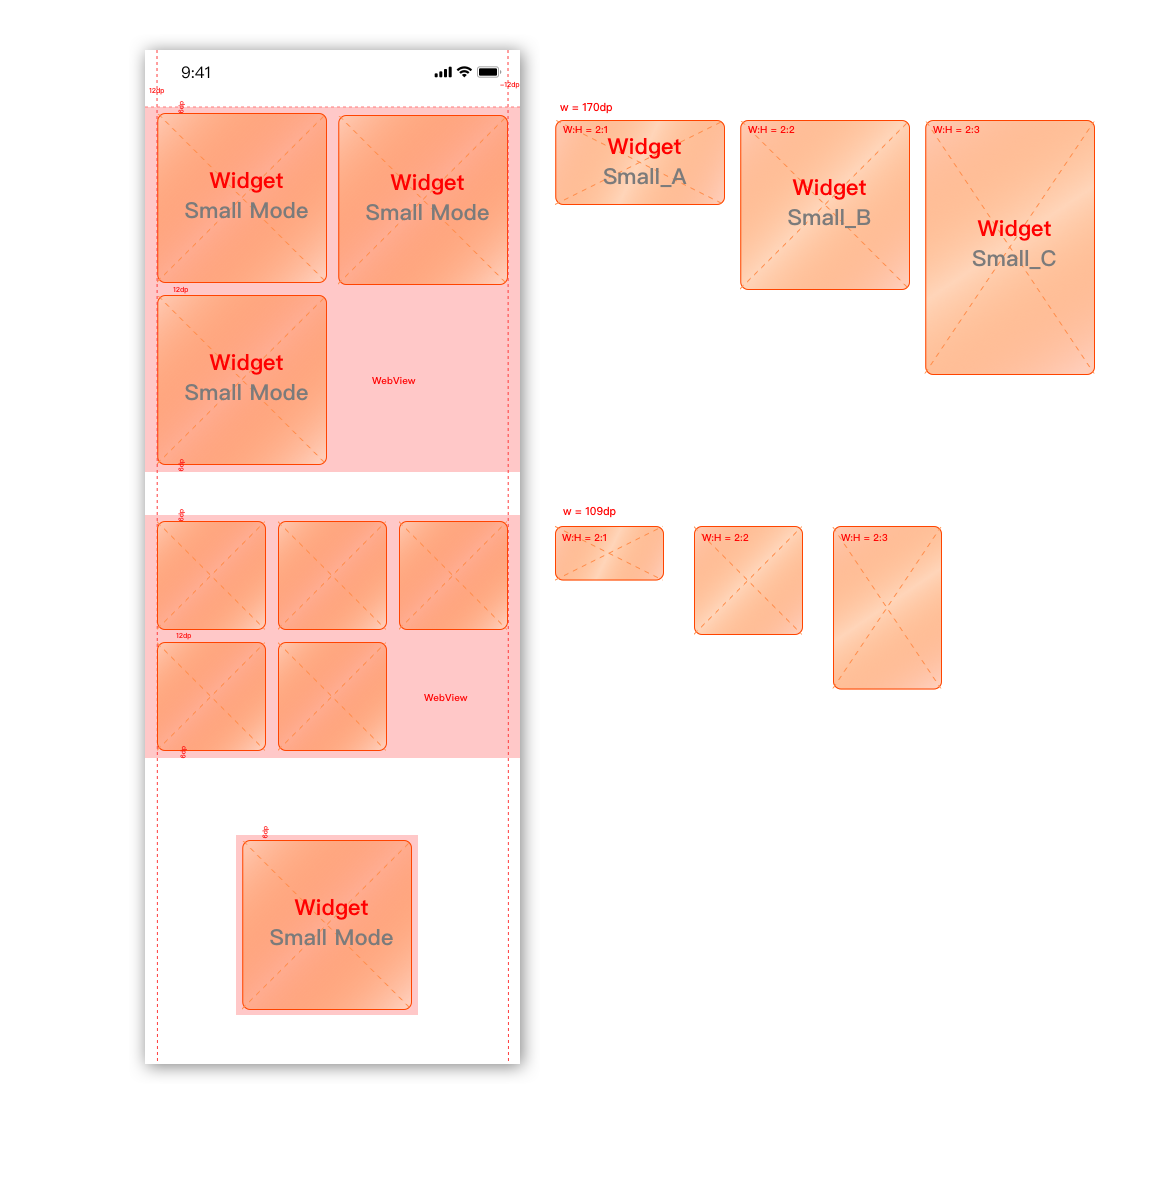 9:41
12dp
~12dp
6dp
Widget
Small Mode
Widget
Small Mode
12dp
Widget
Small Mode
WebView
6dp
6dp
12dp
WebView
6dp
6dp
Widget
Small Mode
w = 170dp
W:H = 2:1
Widget
Small_A
W:H = 2:2
Widget
Small_B
W:H = 2:3
Widget
Small_C
w = 109dp
W:H = 2:1
W:H = 2:2
W:H = 2:3